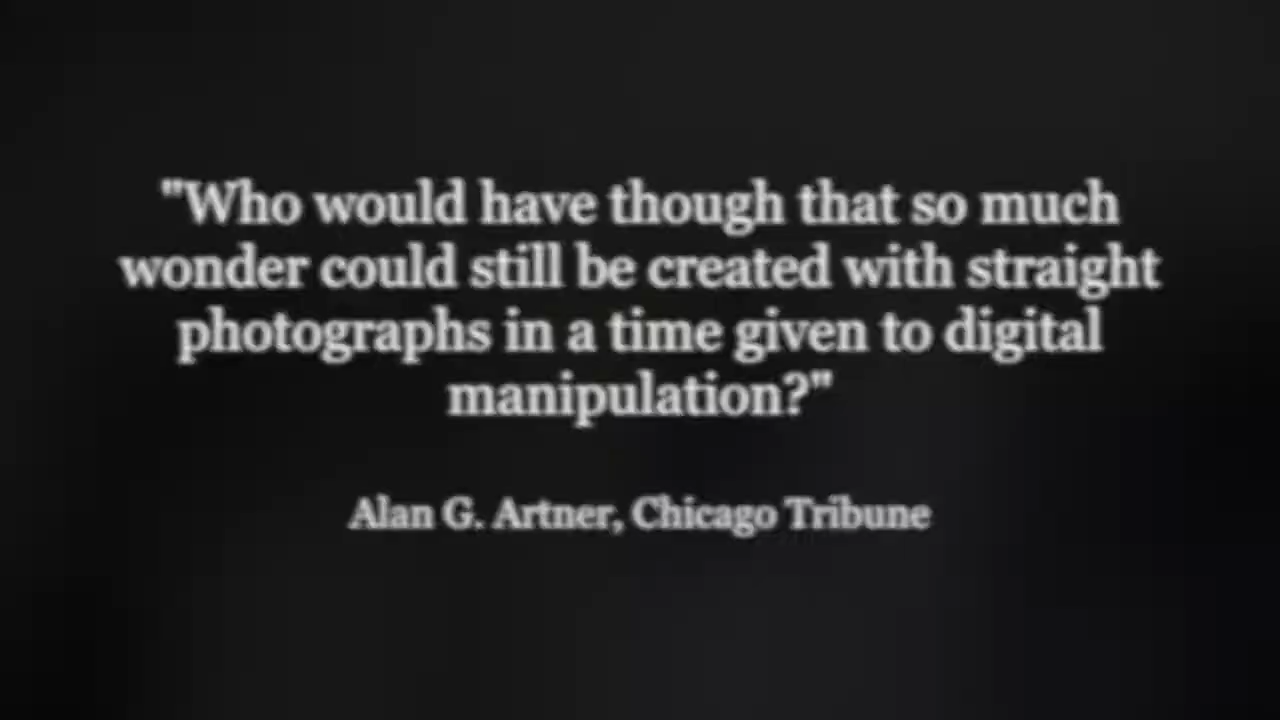 "Who would have though that so much
wonder could still be created with straight
photographs in a time given to digital
manipulation?"
Alan G. Artner, Chicago Tribune